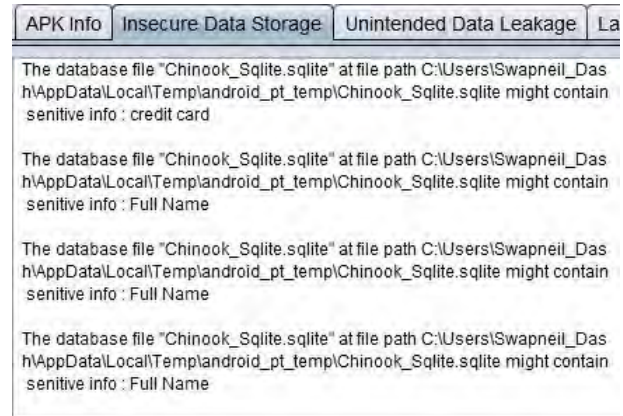 APK Info Insecure Data Storage Unintended Data Leakage La
The database file "Chinook_Sqlite.sqlite" at file path C:\Users\Swapneil_Das
h\AppData\Local\Temp\android_pt_temp\Chinook_Sqlite.sqlite might contain
senitive info : credit card
The database file "Chinook_Sqlite.sqlite" at file path C:\Users\Swapneil_Das
h\AppData\Local\Temp\android_pt_temp\Chinook_Sqlite.sqlite might contain
senitive info : Full Name
The database file "Chinook_Sqlite.sqlite" at file path C:\Users\Swapneil_Das
h\AppData\Local\Temp\android_pt_temp\Chinook_Sqlite.sqlite might contain
senitive info : Full Name
The database file "Chinook_Sqlite.sqlite" at file path C:\Users\Swapneil_Das
h\AppData\Local\Temp\android_pt_temp\Chinook_Sqlite.sqlite might contain
senitive info : Full Name